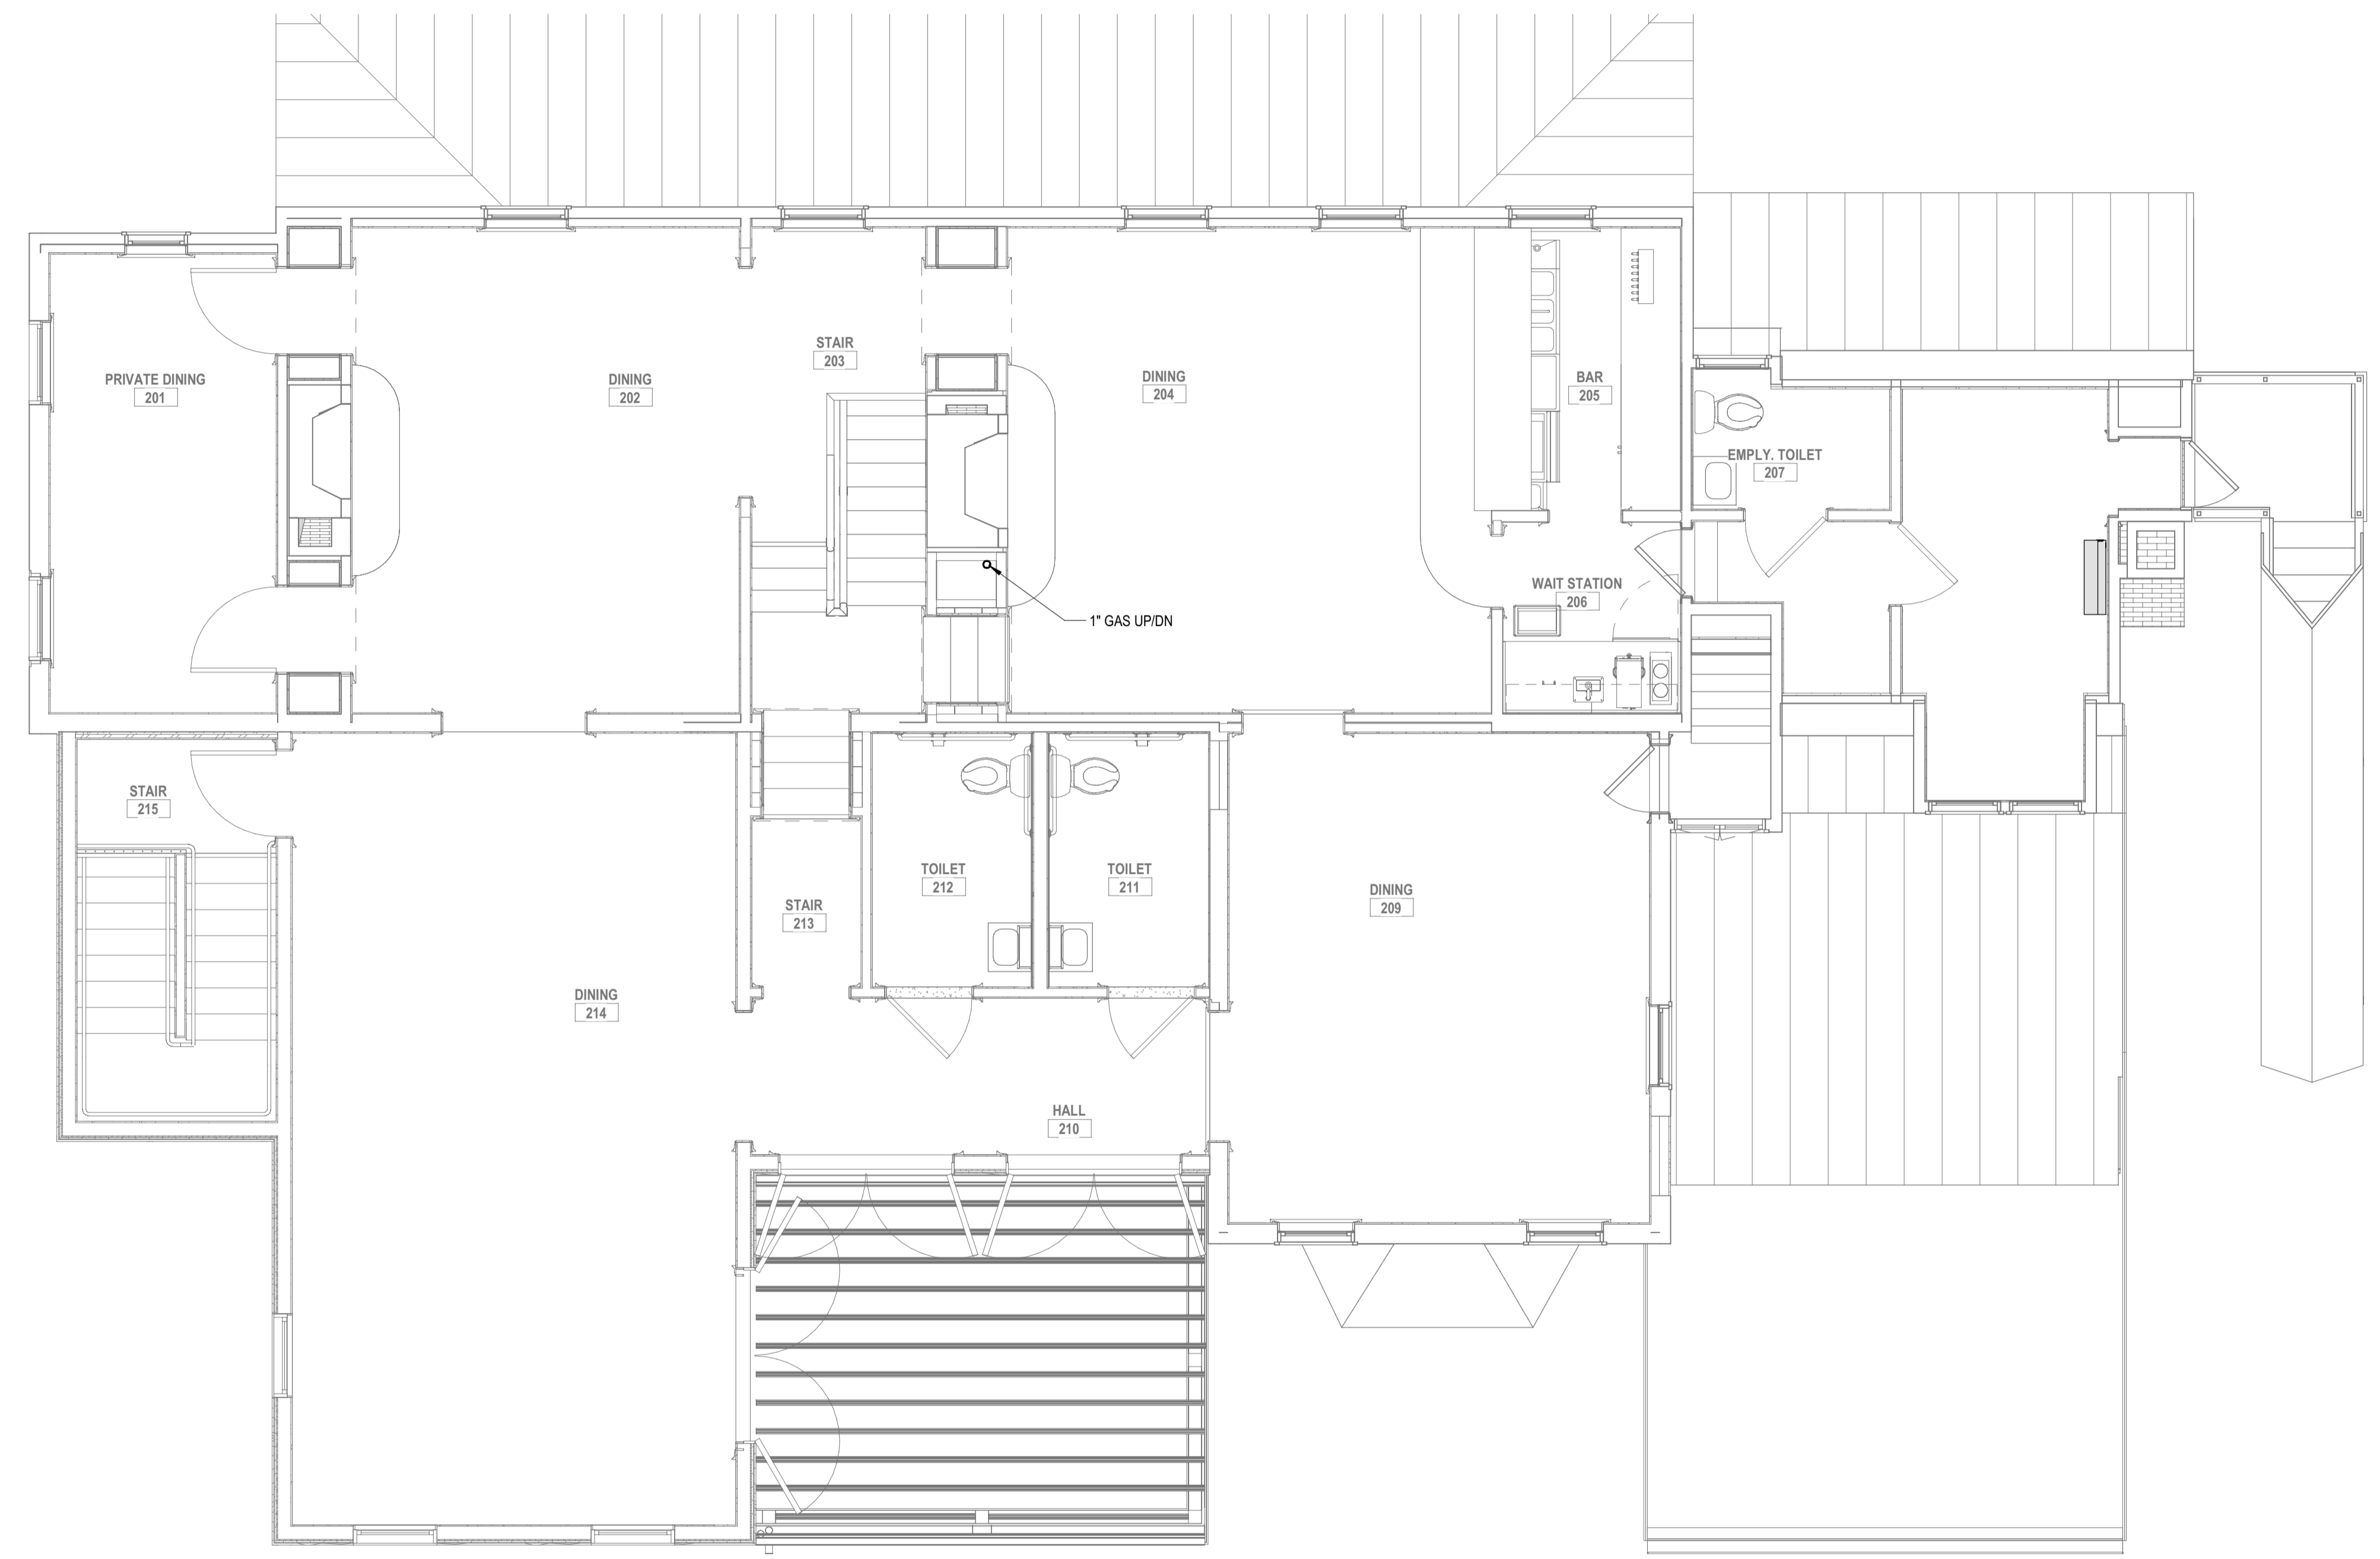 STAIR
203
PRIVATE DINING
201
DINING
202
DINING
204
BAR
205
EMPLY. TOILET
207
WAIT STATION
206
1" GAS UP/DN
STAIR
215
TOILET
212
TOILET
211
DINING
209
STAIR
213
DINING
214
HALL
210